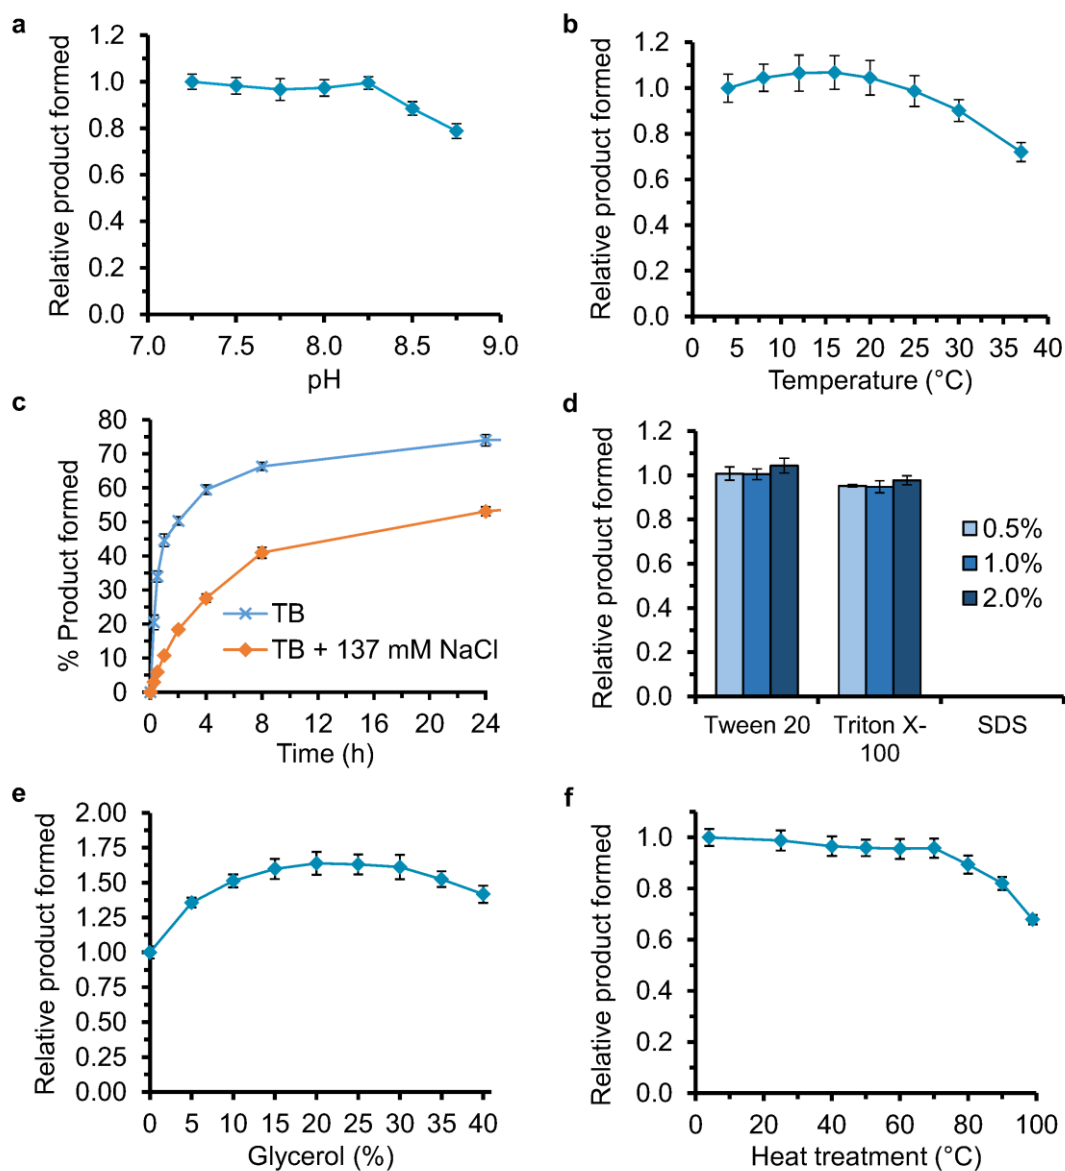 a
Relative product formed
1.2
1.0
0.8
0.6
0.4
0.2
0.0
7.0 7.5 8.0 8.5 9.0
pH
b
Relative product formed
1.2
1.0
0.8
0.6
0.4
0.2
0.0
0 5 10 15 20 25 30 35 40
Temperature (°C)
c
% Product formed
80
70
60
50
40
30
20
10
0
TB
TB + 137 mM NaCl
0 4 8 12 16 20 24
Time (h)
d
Relative product formed
1.2
1.0
0.8
0.6
0.4
0.2
0.0
0.5%
1.0%
2.0%
Tween 20 Triton X- SDS
100
e
Relative product formed
2.00
1.75
1.50
1.25
1.00
0.75
0.50
0.25
0.00
0 5 10 15 20 25 30 35 40
Glycerol (%)
f
Relative product formed
1.0
0.8
0.6
0.4
0.2
0.0
0 20 40 60 80 100
Heat treatment (°C)